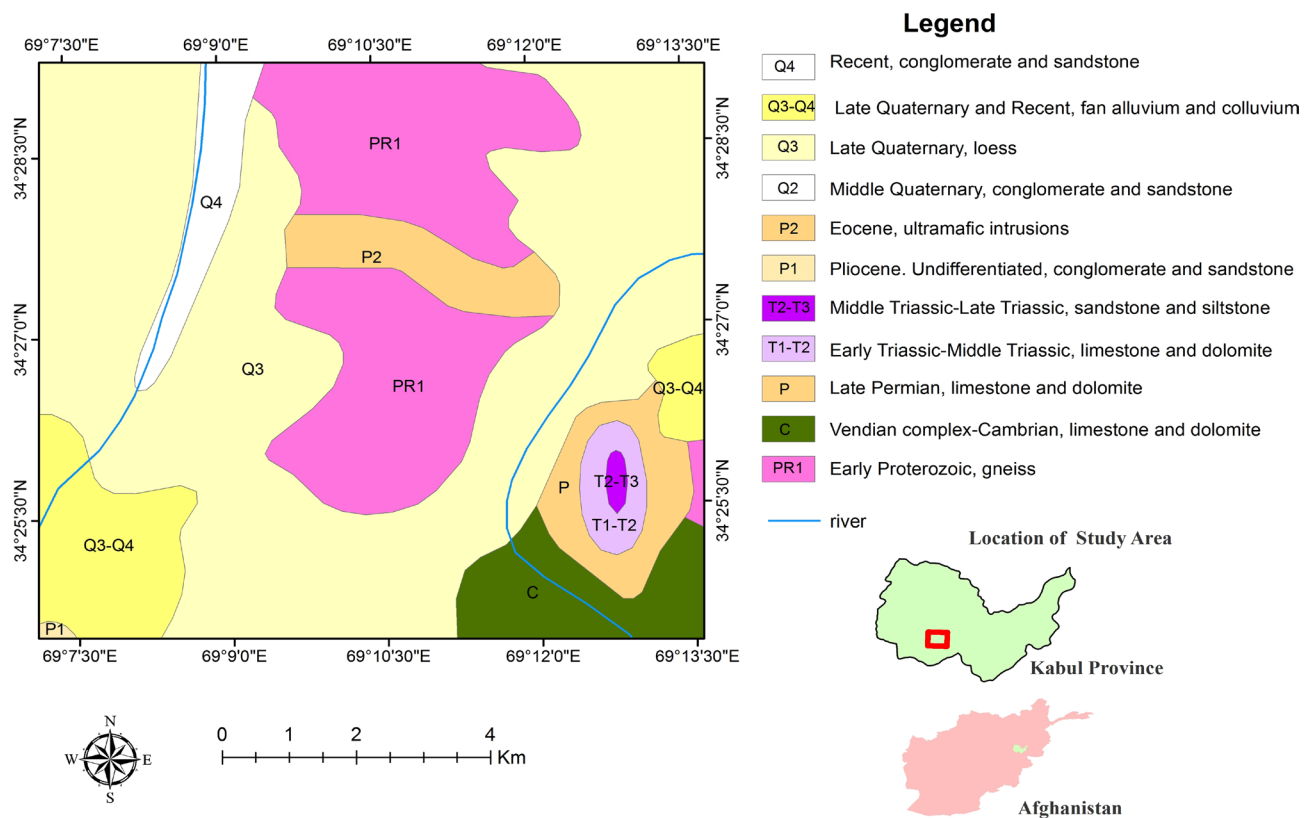 Legend
69°7'30"E 69°9'0"E 69°10'30"E 69°12'0"E 69°13'30"E
34°28'30"N
34°27'0"N
34°25'30"N
34°28'30"N
34°27'0"N
34°25'30"N
PR1
Q4
P2
Q3
PR1
Q3-Q4
P
T2-T3
T1-T2
Q3-Q4
C
P1
69°7'30"E 69°9'0"E 69°10'30"E 69°12'0"E 69°13'30"E
Q4 Recent, conglomerate and sandstone
Q3-Q4 Late Quaternary and Recent, fan alluvium and colluvium
Q3 Late Quaternary, loess
Q2 Middle Quaternary, conglomerate and sandstone
P2 Eocene, ultramafic intrusions
P1 Pliocene. Undifferentiated, conglomerate and sandstone
T2-T3 Middle Triassic-Late Triassic, sandstone and siltstone
T1-T2 Early Triassic-Middle Triassic, limestone and dolomite
P Late Permian, limestone and dolomite
C Vendian complex-Cambrian, limestone and dolomite
PR1 Early Proterozoic, gneiss
river
Location of Study Area
Kabul Province
Afghanistan
N
W E
S
0 1 2 4
Km